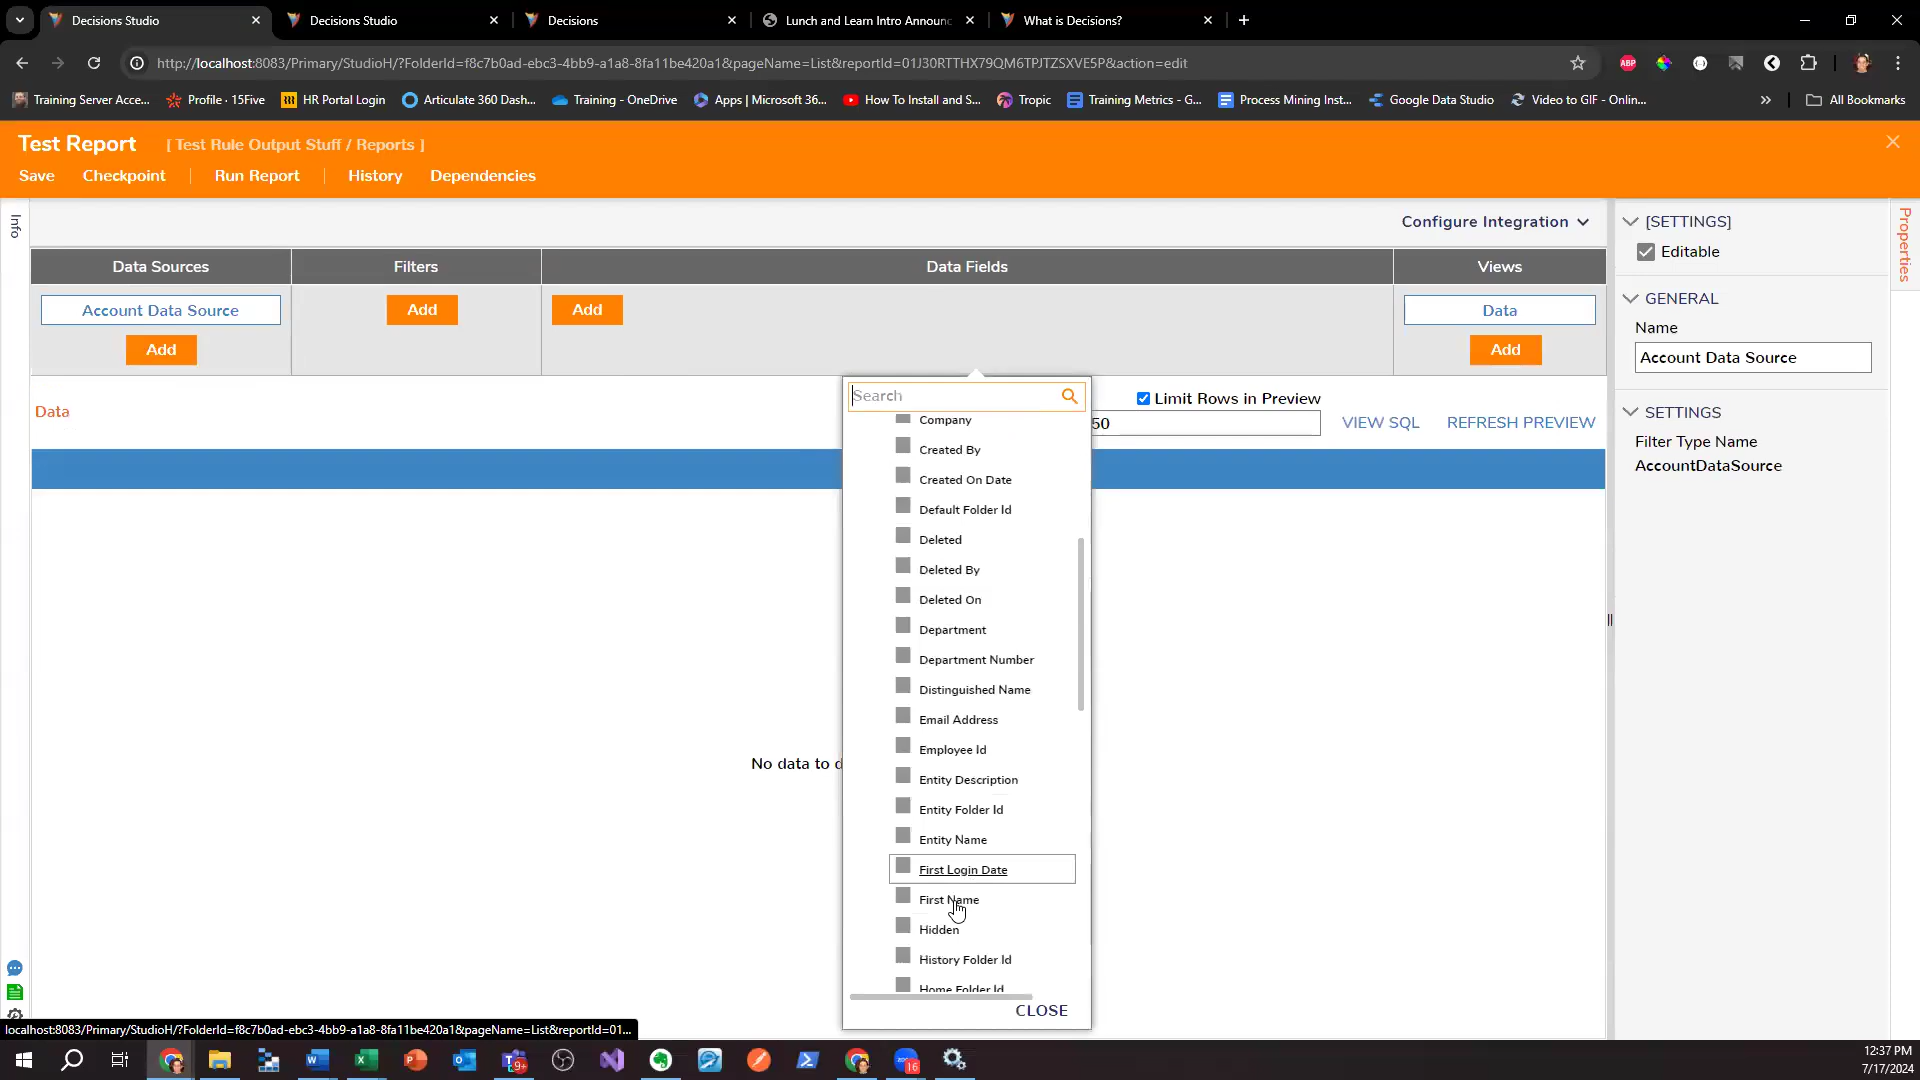 Decisions Studio
Decisions Studio
Decisions
Lunch and Learn Intro Announc
What is Decisions?
http://localhost:8083/Primary/StudioH/?FolderId=f8c7b0ad-ebc3-4bb9-a1a8-8fa11be420a1&pageName=List&reportId=01J30RTTHX79QM6TPJTZSXVE5P&action=edit
ABP
Training Server Acce...
Profile · 15Five
HR Portal Login
Articulate 360 Dash...
Training - OneDrive
Apps | Microsoft 36...
How To Install and S...
Tropic
Training Metrics - G...
Process Mining Inst...
Google Data Studio
Video to GIF - Onlin...
All Bookmarks
Test Report [ Test Rule Output Stuff / Reports ]
Save Checkpoint Run Report History Dependencies
Info
Configure Integration
Data Sources Filters Data Fields Views
Account Data Source Add Add Data
Add Add
Data
Search
Company
Created By
Created On Date
Default Folder Id
Deleted
Deleted By
Deleted On
Department
Department Number
Distinguished Name
Email Address
Employee Id
Entity Description
Entity Folder Id
Entity Name
First Login Date
First Name
Hidden
History Folder Id
Home Folder Id
CLOSE
Limit Rows in Preview
50 VIEW SQL REFRESH PREVIEW
No data to d
[SETTINGS]
Editable
GENERAL
Name
Account Data Source
SETTINGS
Filter Type Name
AccountDataSource
Properties
localhost:8083/Primary/StudioH/?FolderId=f8c7b0ad-ebc3-4bb9-a1a8-8fa11be420a1&pageName=List&reportId=01...
9+
16
12:37 PM
7/17/2024